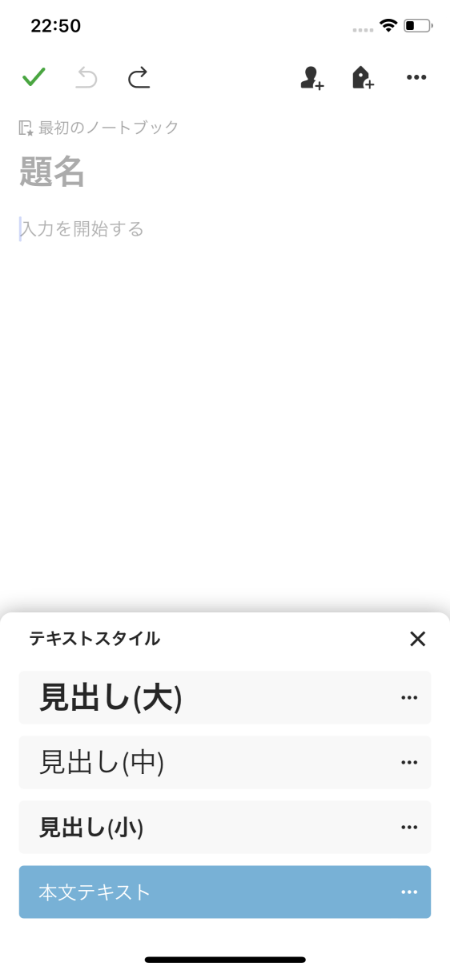 22:50
最初のノートブック
題名
入力を開始する
テキストスタイル
見出し(大)
見出し(中)
見出し(小)
本文テキスト